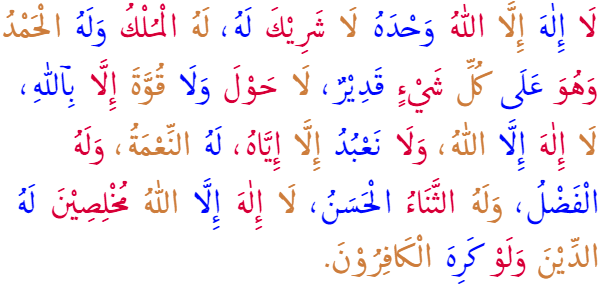 لَا إِلٰهَ إِلَّا اللهُ وَحْدَهُ لَا شَرِيْكَ لَهُ، لَهُ الْمُلْكُ وَلَهُ الْحَمْدُ
وَهُوَ عَلَى كُلِّ شَيْءٍ قَدِيْرٌ، لَا حَوْلَ وَلَا قُوَّةَ إِلَّا بِاللهِ،
لَا إِلٰهَ إِلَّا اللهُ، وَلَا نَعْبُدُ إِلَّا إِيَّاهُ، لَهُ النِّعْمَةُ، وَلَهُ
الْفَضْلُ، وَلَهُ الثَّنَاءُ الْحَسَنُ، لَا إِلٰهَ إِلَّا اللهُ مُخْلِصِيْنَ لَهُ
الدِّيْنَ وَلَوْ كَرِهَ الْكَافِرُوْنَ.